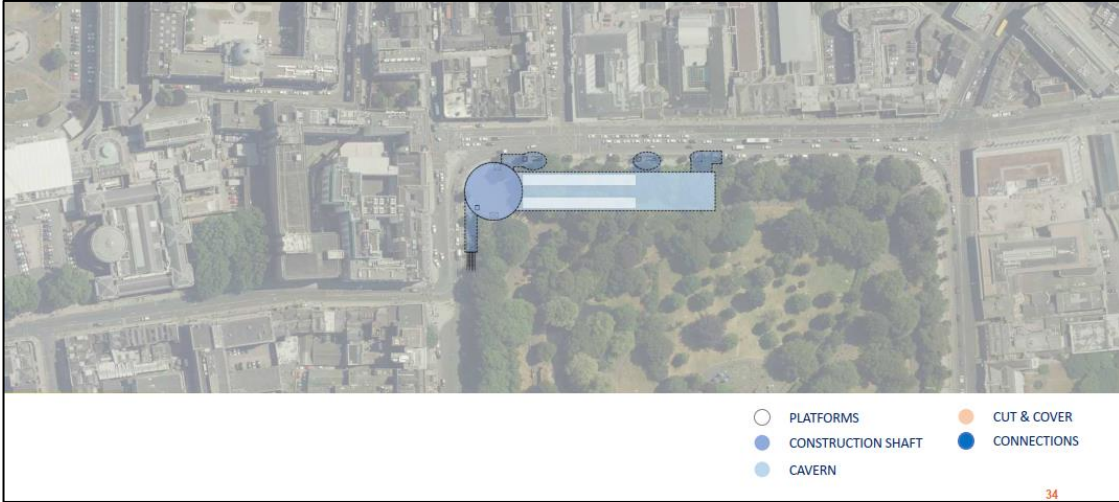 PLATFORMS
CUT & COVER
CONSTRUCTION SHAFT
CONNECTIONS
CAVERN
34